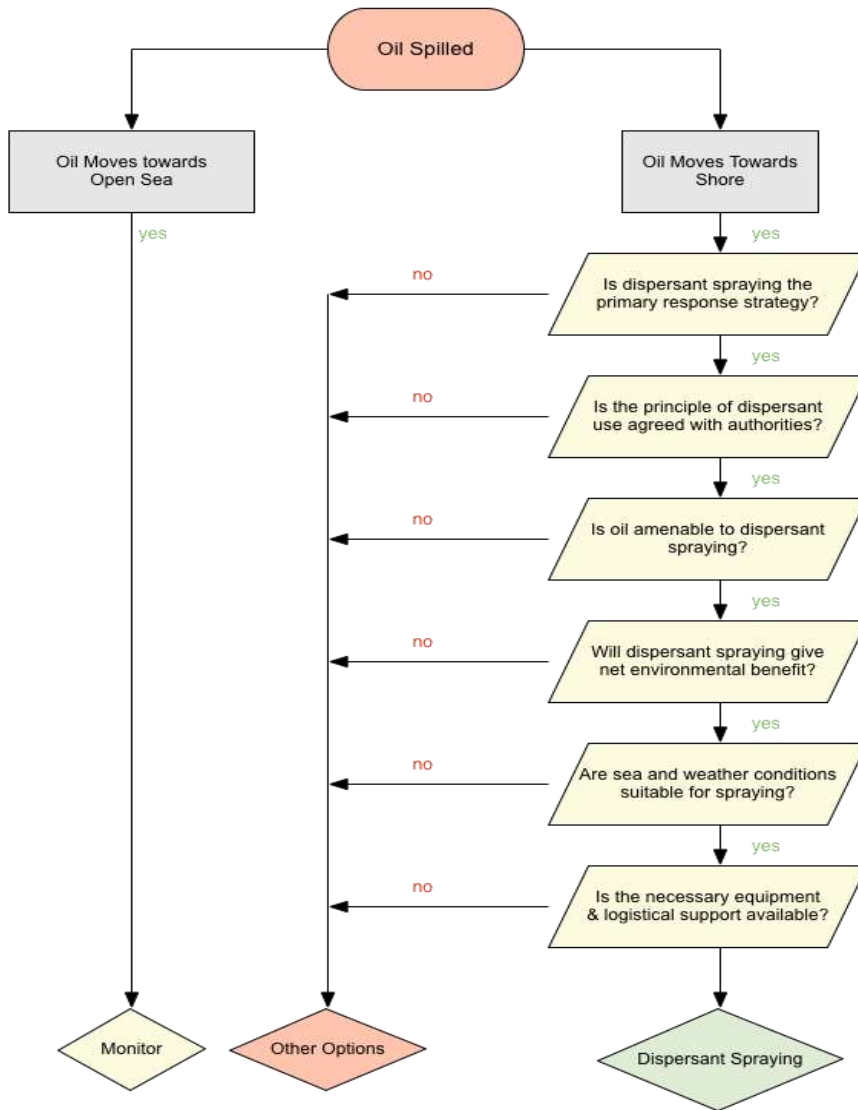 Oil Spilled
Oil Moves towards
Open Sea
Oil Moves Towards
Shore
yes
yes
no
Is dispersant spraying the
primary response strategy?
yes
no
Is the principle of dispersant
use agreed with authorities?
yes
no
Is oil amenable to dispersant
spraying?
yes
no
Will dispersant spraying give
net environmental benefit?
yes
no
Are sea and weather conditions
suitable for spraying?
yes
no
Is the necessary equipment
& logistical support available?
Monitor
Other Options
Dispersant Spraying